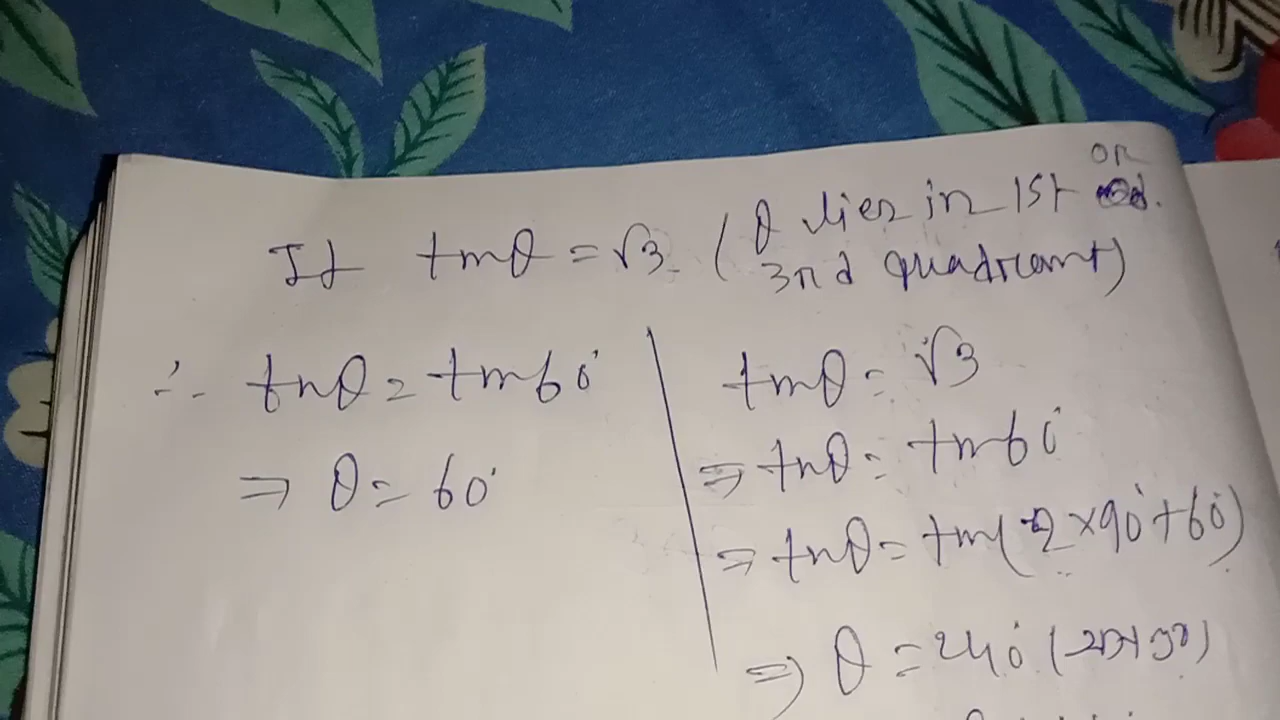 If tanθ = √3 (θ lies in 1st OR
3rd quadrant)
∴ tanθ = tan60°
⇒ θ = 60°
tanθ = √3
⇒ tanθ = tan60°
⇒ tanθ = tan(2×90°+60°)
⇒ θ = 240°